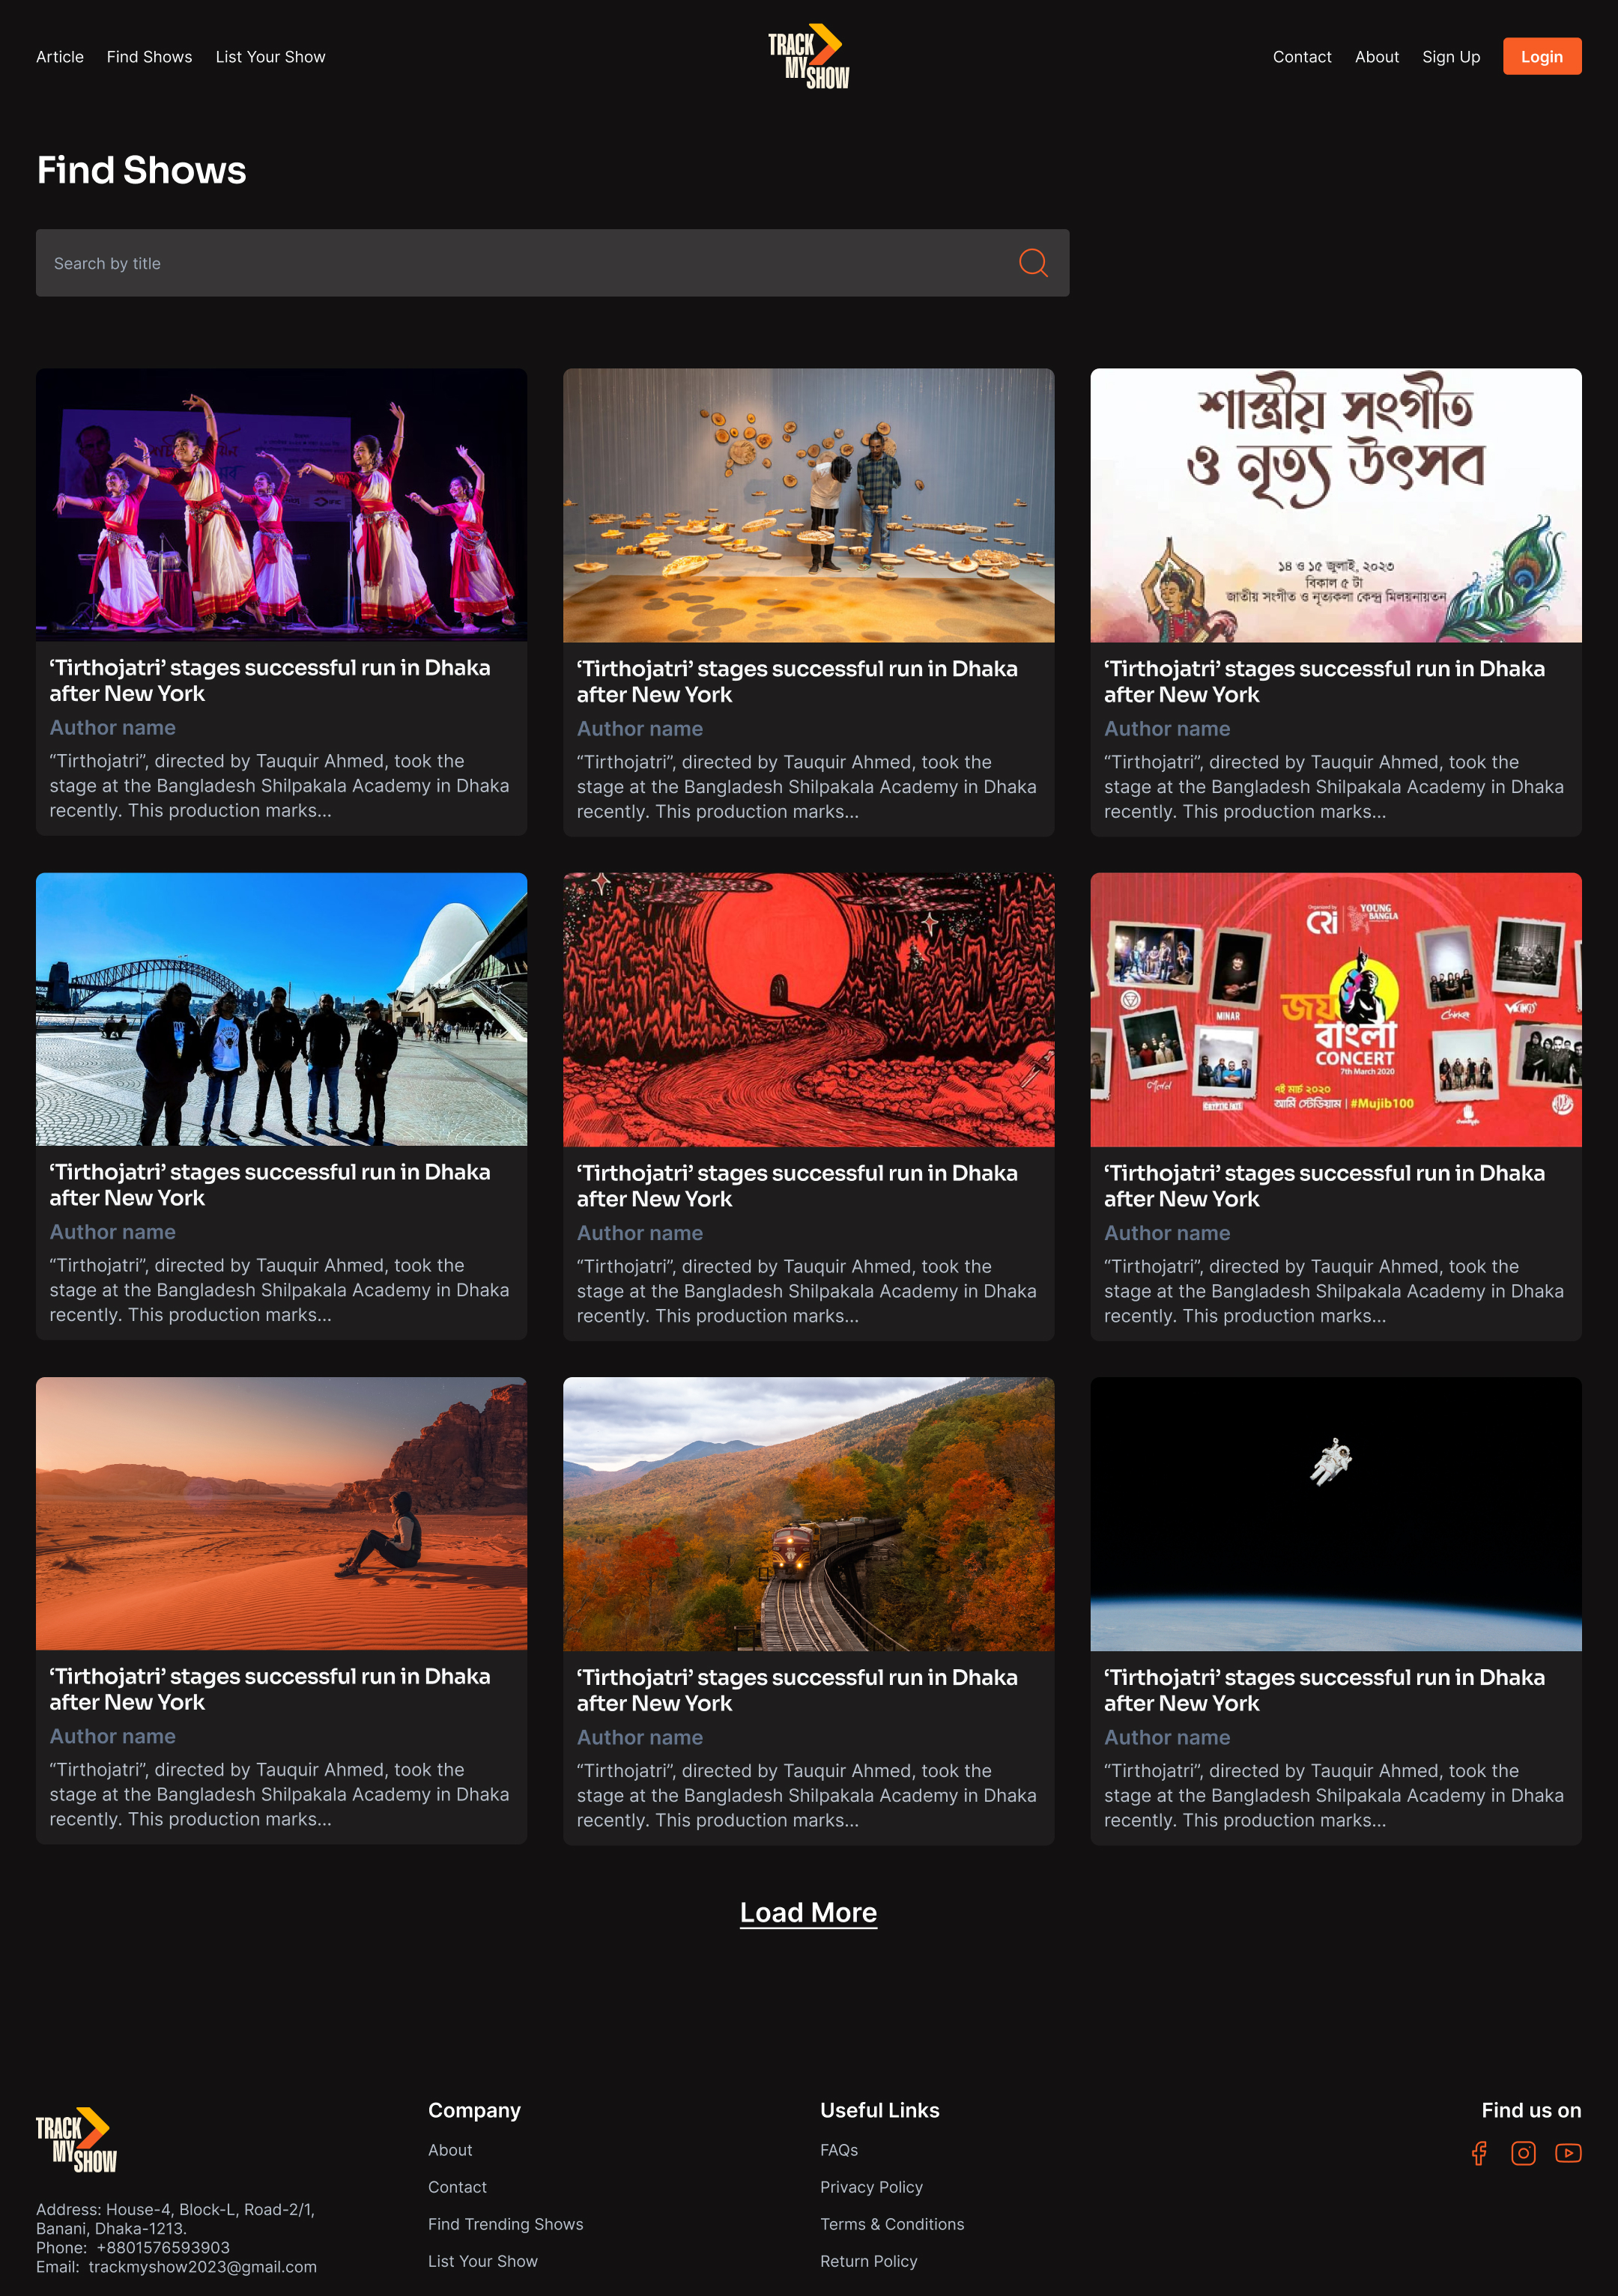 Article Find Shows List Your Show
TRACK
MY
SHOW
Contact About Sign Up Login
Find Shows
Search by title
শাস্ত্রীয় সংগীত
ও নৃত্য উৎসব
১৪ ও ১৫ জুলাই, ২০২৩
বিকাল ৫ টা
জাতীয় সংগীত ও নৃত্যকলা কেন্দ্র মিলনায়তন
‘Tirthojatri’ stages successful run in Dhaka
after New York
Author name
“Tirthojatri”, directed by Tauquir Ahmed, took the
stage at the Bangladesh Shilpakala Academy in Dhaka
recently. This production marks...
‘Tirthojatri’ stages successful run in Dhaka
after New York
Author name
“Tirthojatri”, directed by Tauquir Ahmed, took the
stage at the Bangladesh Shilpakala Academy in Dhaka
recently. This production marks...
‘Tirthojatri’ stages successful run in Dhaka
after New York
Author name
“Tirthojatri”, directed by Tauquir Ahmed, took the
stage at the Bangladesh Shilpakala Academy in Dhaka
recently. This production marks...
Organised by
CRi YOUNG
BANGLA
MINAR
জয়
বাংলা
CONCERT
7th March 2020
৭ই মার্চ ২০২০
আর্মি স্টেডিয়াম | #Mujib100
‘Tirthojatri’ stages successful run in Dhaka
after New York
Author name
“Tirthojatri”, directed by Tauquir Ahmed, took the
stage at the Bangladesh Shilpakala Academy in Dhaka
recently. This production marks...
‘Tirthojatri’ stages successful run in Dhaka
after New York
Author name
“Tirthojatri”, directed by Tauquir Ahmed, took the
stage at the Bangladesh Shilpakala Academy in Dhaka
recently. This production marks...
‘Tirthojatri’ stages successful run in Dhaka
after New York
Author name
“Tirthojatri”, directed by Tauquir Ahmed, took the
stage at the Bangladesh Shilpakala Academy in Dhaka
recently. This production marks...
‘Tirthojatri’ stages successful run in Dhaka
after New York
Author name
“Tirthojatri”, directed by Tauquir Ahmed, took the
stage at the Bangladesh Shilpakala Academy in Dhaka
recently. This production marks...
‘Tirthojatri’ stages successful run in Dhaka
after New York
Author name
“Tirthojatri”, directed by Tauquir Ahmed, took the
stage at the Bangladesh Shilpakala Academy in Dhaka
recently. This production marks...
‘Tirthojatri’ stages successful run in Dhaka
after New York
Author name
“Tirthojatri”, directed by Tauquir Ahmed, took the
stage at the Bangladesh Shilpakala Academy in Dhaka
recently. This production marks...
Load More
TRACK
MY
SHOW
Address: House-4, Block-L, Road-2/1,
Banani, Dhaka-1213.
Phone: +8801576593903
Email: trackmyshow2023@gmail.com
Company
About
Contact
Find Trending Shows
List Your Show
Useful Links
FAQs
Privacy Policy
Terms & Conditions
Return Policy
Find us on